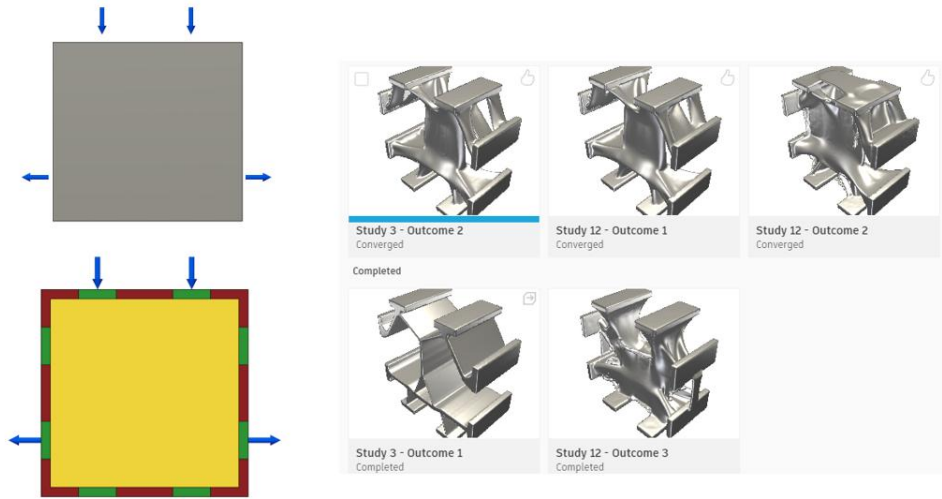 Study 3 - Outcome 2
Converged
Study 12 - Outcome 1
Converged
Study 12 - Outcome 2
Converged
Completed
Study 3 - Outcome 1
Completed
Study 12 - Outcome 3
Completed